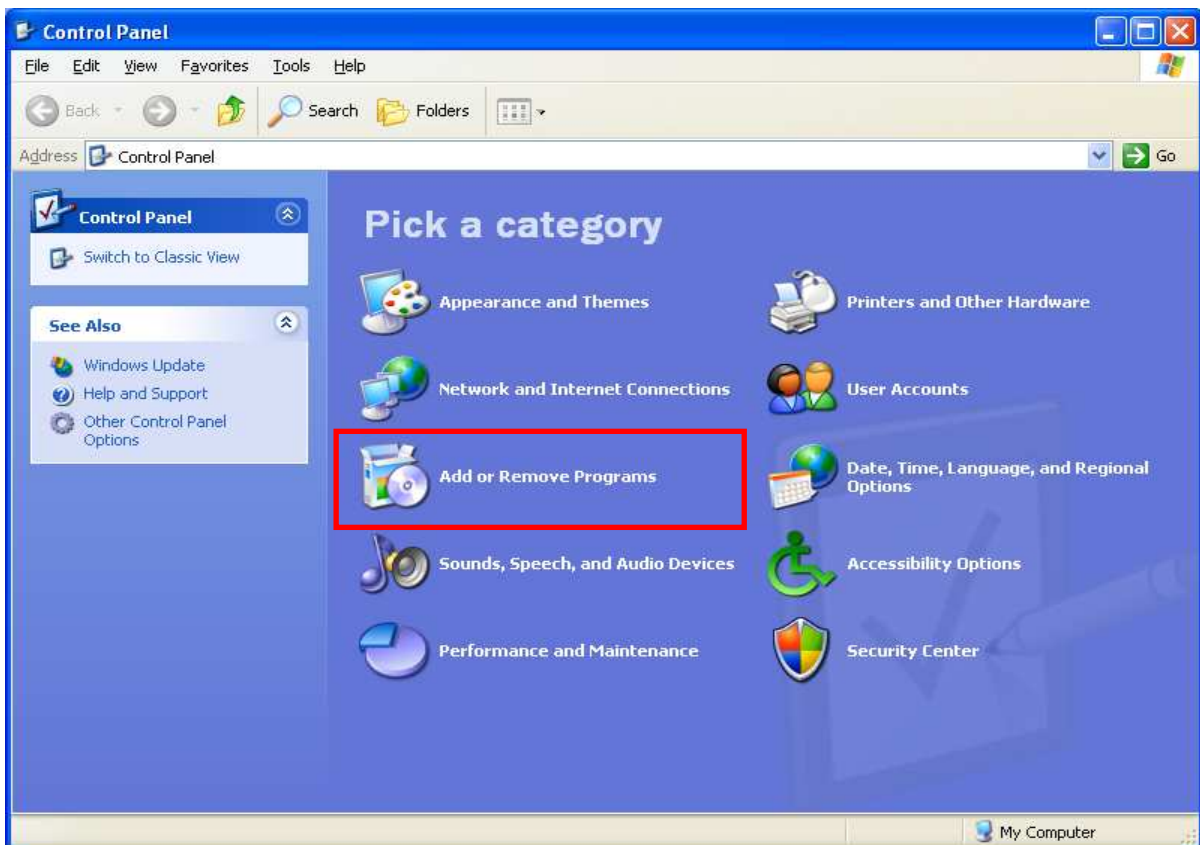 Control Panel
File Edit View Favorites Tools Help
Back Search Folders
Address Control Panel Go
Control Panel
Switch to Classic View
See Also
Windows Update
Help and Support
Other Control Panel
Options
Pick a category
Appearance and Themes
Printers and Other Hardware
Network and Internet Connections
User Accounts
Add or Remove Programs
Date, Time, Language, and Regional
Options
Sounds, Speech, and Audio Devices
Accessibility Options
Performance and Maintenance
Security Center
My Computer